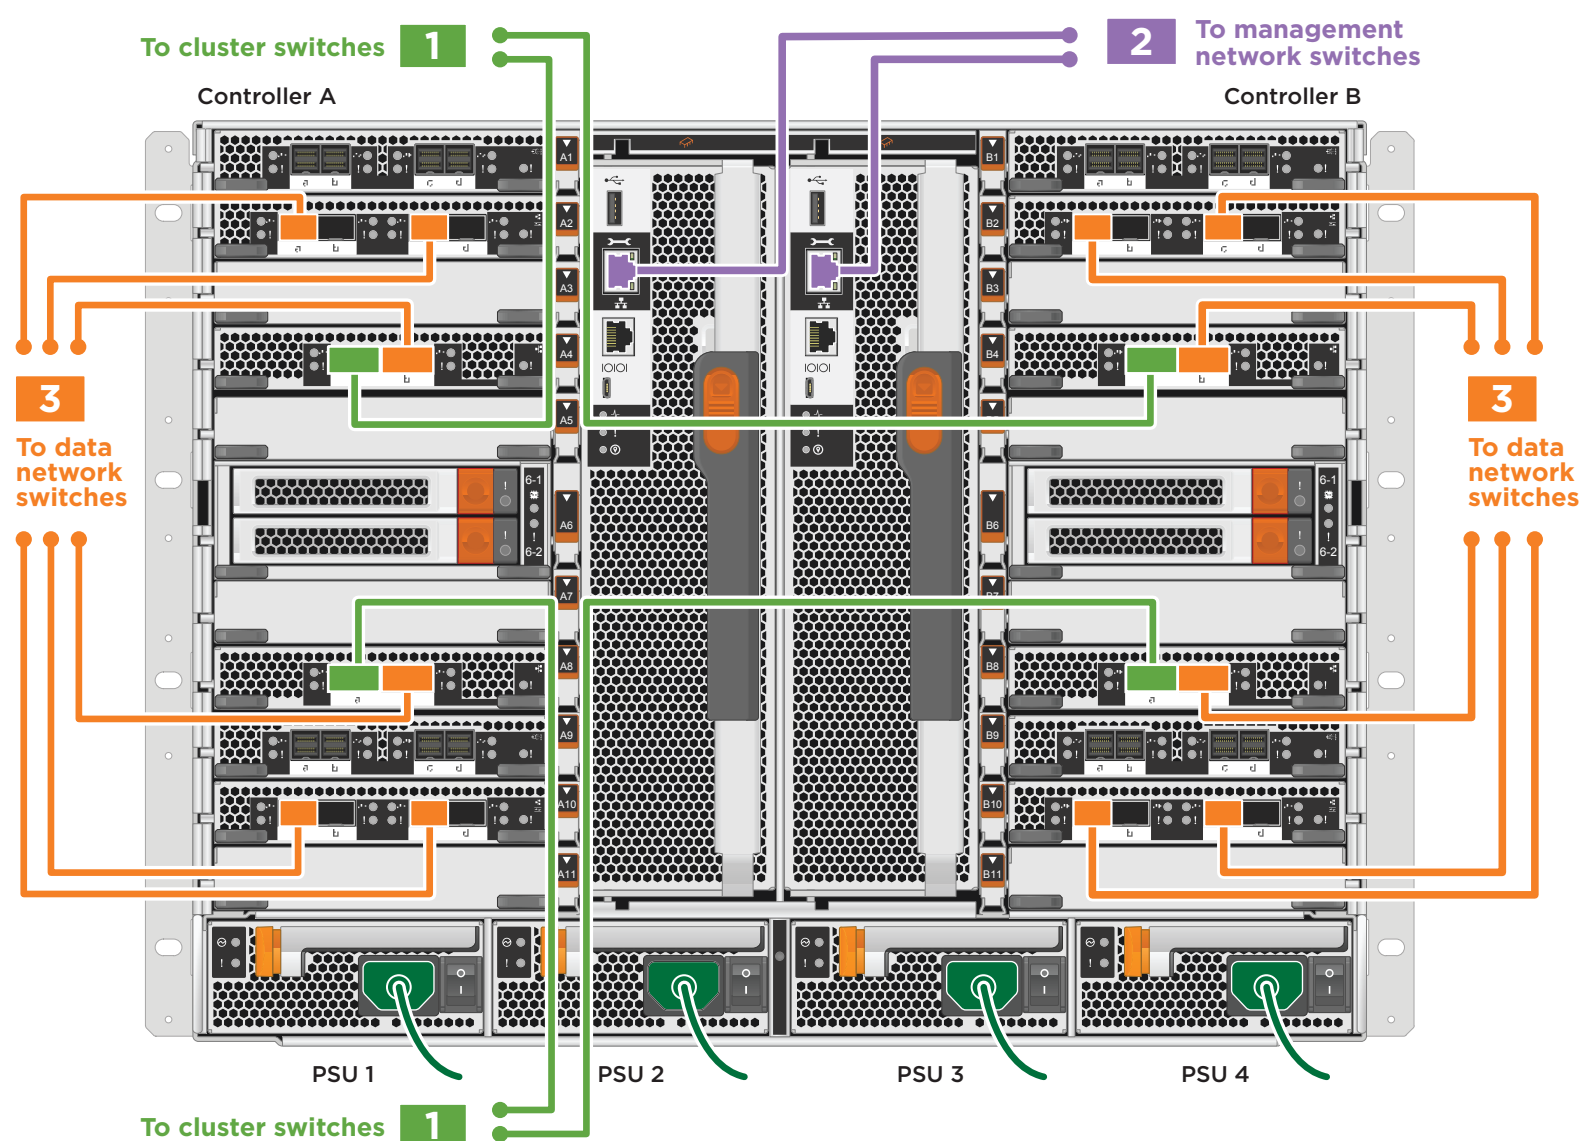 To cluster switches 1
2 To management
network switches
Controller A
Controller B
A1
B1
a b c d
a b c d
A2
B2
a b d
b c d
A3
B3
A4
B4
IOIOI
IOIOI
b
b
3
To data
network
switches
3
To data
network
switches
A5
6-1
6-1
A6
B6
6-2
6-2
A7
B7
A8
B8
a
a
A9
B9
a b c d
a b c d
A10
B10
b d
b d
A11
B11
PSU 1
PSU 2
PSU 3
PSU 4
To cluster switches 1